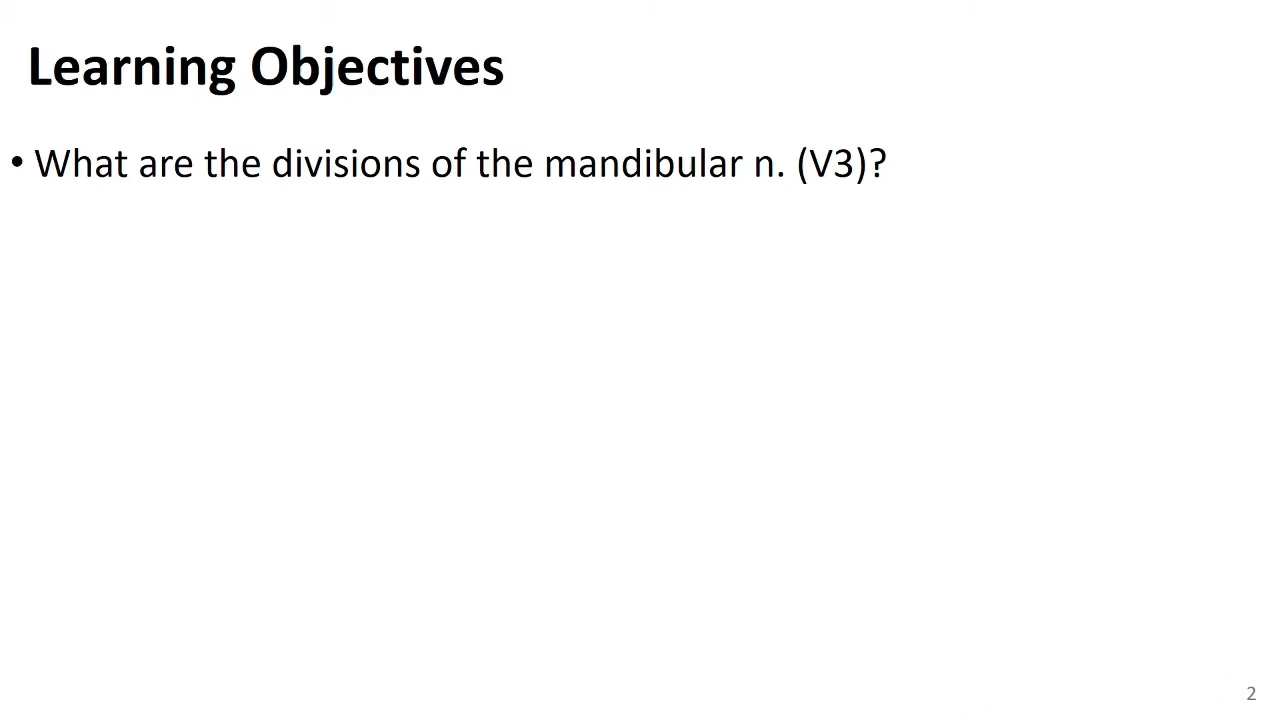 Learning Objectives
• What are the divisions of the mandibular n. (V3)?
2